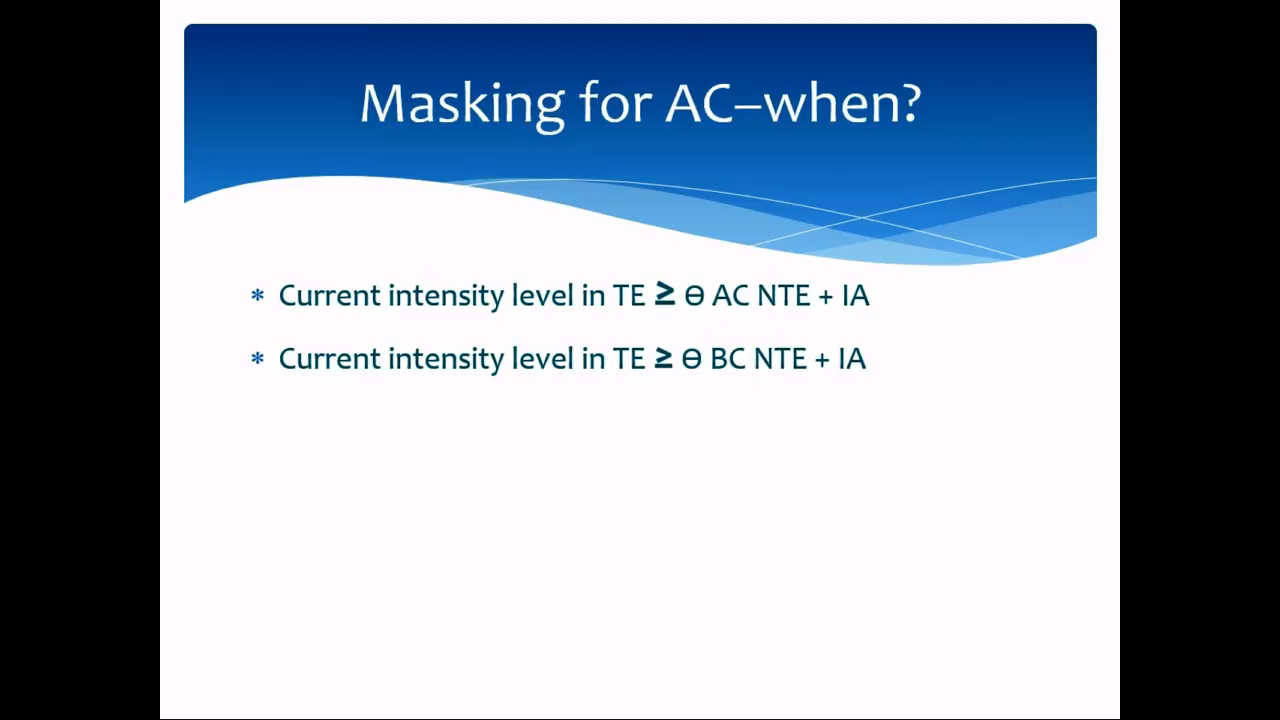 Masking for AC–when?
* Current intensity level in TE ≥ ϴ AC NTE + IA
* Current intensity level in TE ≥ ϴ BC NTE + IA